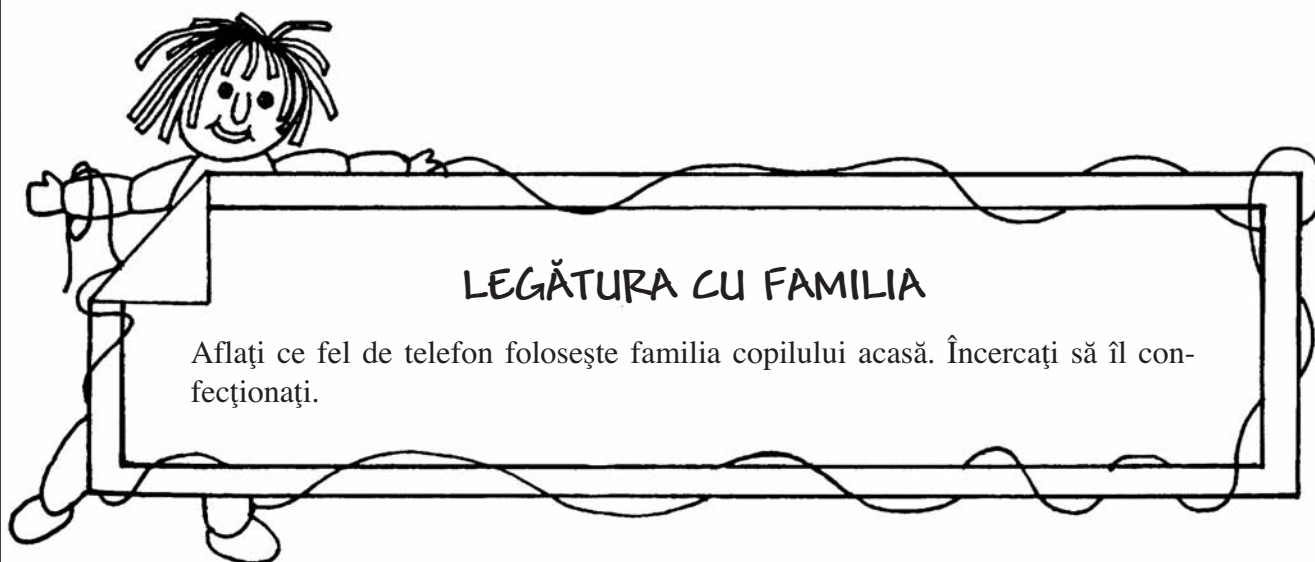 LEGĂTURA CU FAMILIA
Aflaţi ce fel de telefon foloseşte familia copilului acasă. Încercaţi să îl con-
fecţionaţi.